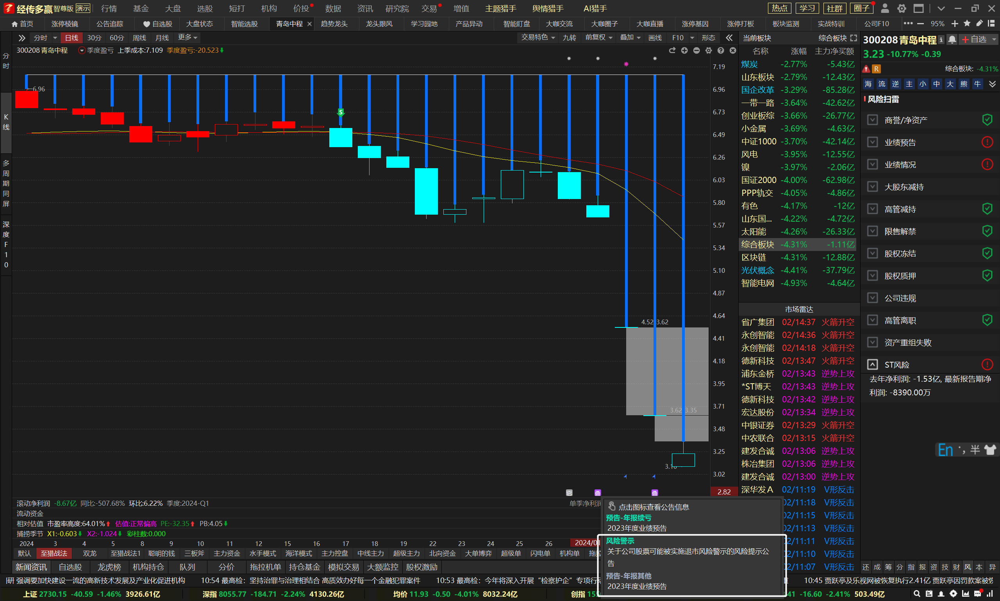 经传多赢 智尊版 演示 行情 基金 大盘 选股 短打 机构 价投 数据 资讯 研究院 交易 增值 主题猎手 舆情猎手 AI猎手 热点 学习 社群 圈子
首页 涨停棱镜 公告追踪 自选股 大盘状态 智能选股 青岛中程 趋势龙头 龙头跟风 学习园地 产品异动 智能盯盘 大咖交流 大咖圈子 大咖直播 涨停基因 涨停打板 板块监测 实战特训 公司F10 95%
分时 日线 30分 60分 周线 月线 更多 交易特色 九转 前复权 叠加 画线 F10 形态
300208 青岛中程 季度盈亏 上季成本:7.109 季度盈亏:-20.523
分时
K线
多周期同屏
深度F10
7.19
6.96
6.73
6.49
6.26
6.03
5.80
5.57
5.34
5.10
4.87
4.64
4.41
4.18
3.95
3.71
3.48
3.25
3.02
2.82
6.96
S
4.52 3.62
3.62 3.35
滚动净利润 -8.67亿 同比:-507.68% 环比:6.22% 季度:2024-Q1 单季净利润
流动资金
相对估值 市盈率高度:64.01% 估值:正常偏高 PE:-32.35 PB:4.05
捕捞季节 X1:-0.603 X2:-1.024 彩柱数:0.000
2024 3 4 5 8 9 10 11 12 15 16 17 18 19 22 23 24 25 26 2024/01
默认 至猎战法 双龙 至猎战法1 聪明的钱 三板斧 主力资金 水手模式 海洋模式 主力控盘 中线主力 超级主力 北向资金 大单博弈 超级单 闪电单 机构单
新闻资讯 自选股 龙虎榜 机构持仓 队列 分价 拖拉机单 持仓基金 模拟交易 大额监控 股权激励
点击图标查看公告信息
预告-年报续亏
2023年度业绩预告
风险警示
关于公司股票可能被实施退市风险警示的风险提示公
告
预告-年报其他
2023年度业绩预告
当前板块 综合板块
名称 涨幅 主力净买额
煤炭 -2.77% -5.43亿
山东板块 -2.79% -12.43亿
国企改革 -3.29% -85.28亿
一带一路 -3.64% -42.62亿
创业板综 -3.66% -26.77亿
小金属 -3.69% -4.63亿
中证1000 -3.70% -42.14亿
风电 -3.95% -12.55亿
镍 -3.97% -2.06亿
国证2000 -4.00% -62.98亿
PPP轨交 -4.05% -4.86亿
有色 -4.17% -12亿
山东国... -4.22% -4.72亿
太阳能 -4.26% -26.33亿
综合板块 -4.31% -1.11亿
区块链 -4.31% -12.88亿
光伏概念 -4.41% -37.79亿
智能电网 -4.93% -4.64亿
市场雷达
省广集团 02/14:37 火箭升空
永创智能 02/14:36 火箭升空
永创智能 02/14:18 火箭升空
德新科技 02/13:47 火箭升空
浦东金桥 02/13:43 逆势上攻
*ST博天 02/13:43 逆势上攻
德新科技 02/13:42 逆势上攻
宏达股份 02/13:34 逆势上攻
中银证券 02/13:29 火箭升空
中农联合 02/13:15 火箭升空
建发合诚 02/13:06 逆势上攻
株冶集团 02/13:06 逆势上攻
建发合诚 02/13:00 逆势上攻
深华发A 02/11:19 V形反击
02/11:18 V形反击
02/11:15 V形反击
02/11:13 V形反击
02/11:11 V形反击
02/11:10 V形反击
02/11:07 V形反击
300208 青岛中程 自选
3.23 -10.77% -0.39
R 综合板块: -4.31%
海 流 逆 主 小 中 大 熊 牛
风险扫雷
商誉/净资产
业绩预告
业绩情况
大股东减持
高管减持
限售解禁
股权冻结
股权质押
公司违规
高管离职
资产重组失败
ST风险
去年净利润: -1.53亿, 最新报告期净
利润: -8390.00万
En 半
还 成 筹 分 指 报 资 技 财 风 本 异
研 强调要加快建设一流的高新技术发展及产业化促进机构 10:54 最高检：坚持治罪与治理相结合 高质效办好每一个金融犯罪案件 10:53 最高检：今年将深入开展“检察护企”专项行动 10:45 贾跃亭及乐视网被恢复执行2.41亿 贾跃亭因罚款案被恢
上证 2730.15 -40.59 -1.46% 3926.61亿 深指 8055.77 -184.71 -2.24% 4130.26亿 均价 11.93 -0.50 -4.01% 8032.24亿 创指 -16.60 -2.41% 503.49亿